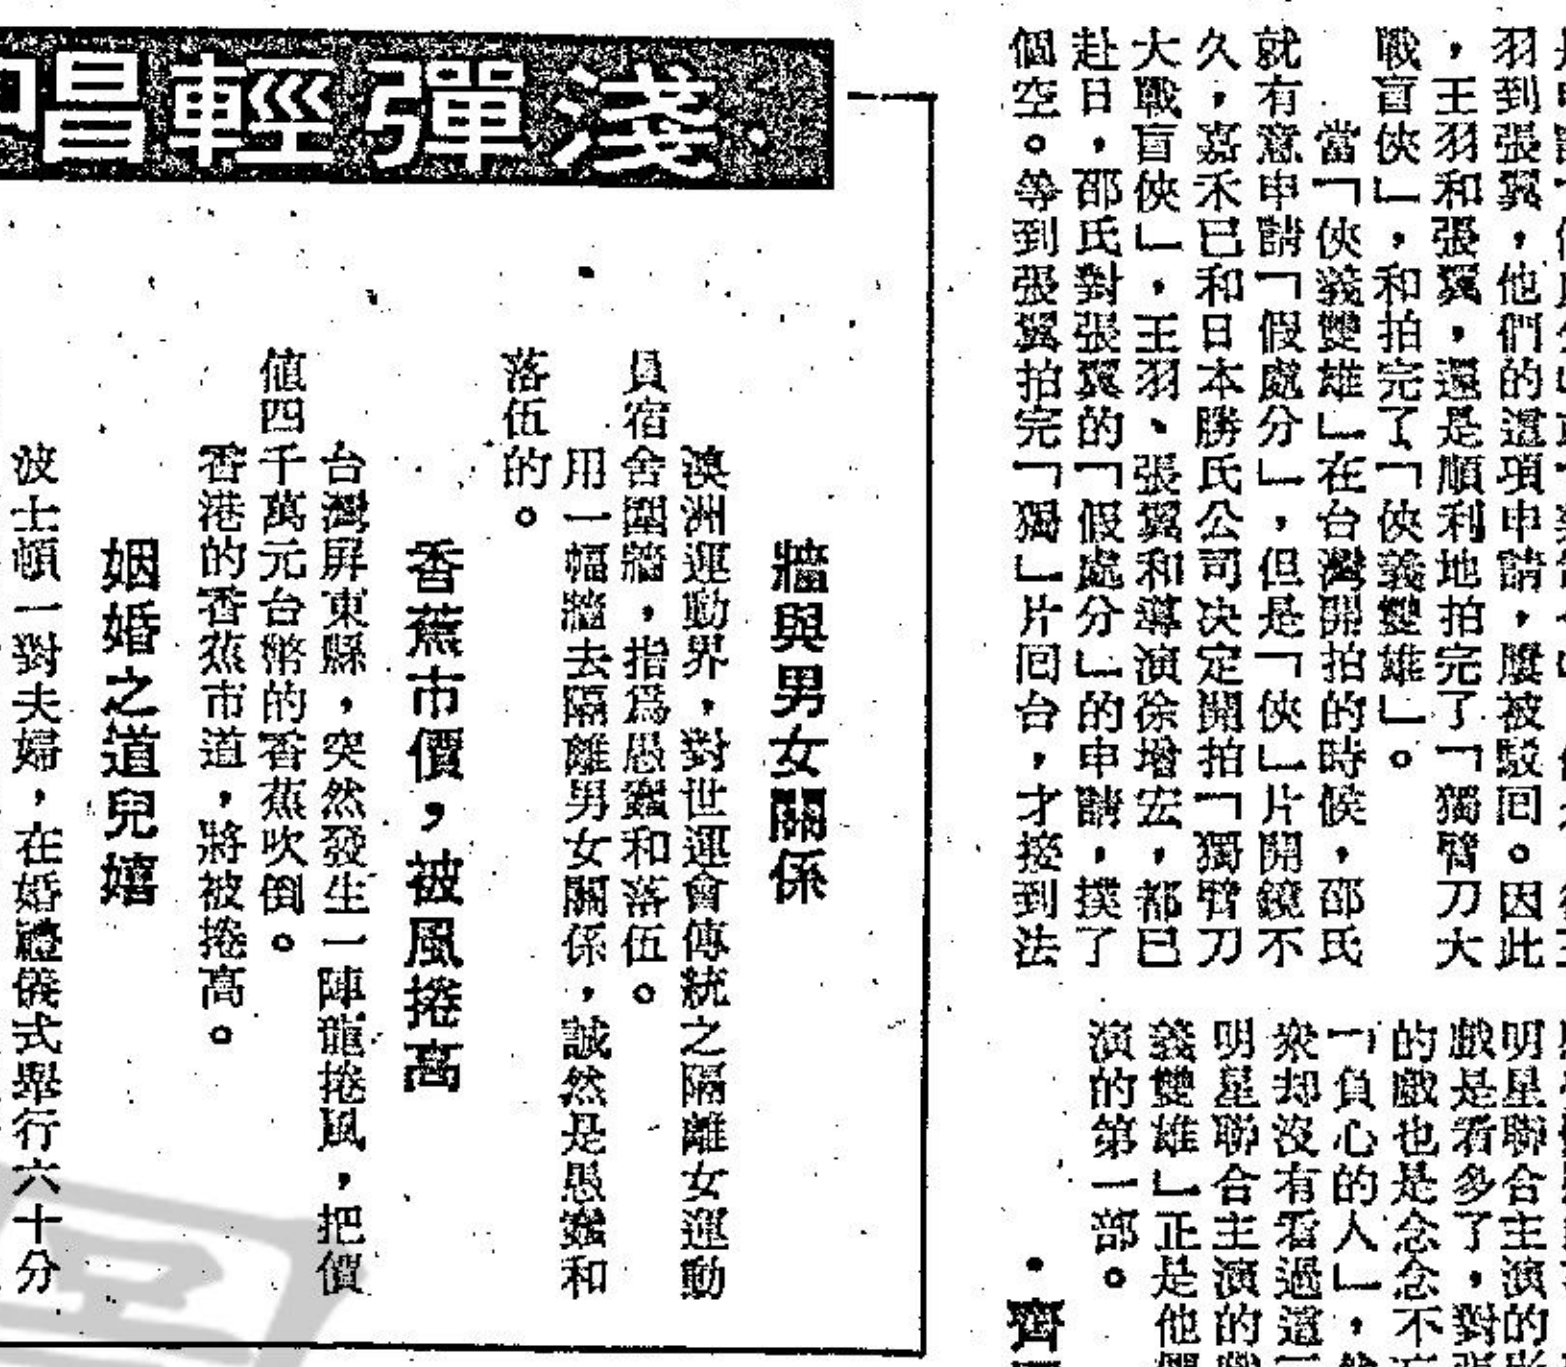 羽到張翼，他們的這項申請，屢被駁回。因此
，王羽和張翼，還是順利地拍完了「獨臂刀大
戰盲俠」，和拍完了「俠義雙雄」。
當「俠義雙雄」在台灣開拍的時候，邵氏
就有意申請「假處分」，但是「俠」片開鏡不
久，嘉禾已和日本勝氏公司決定開拍「獨臂刀
大戰盲俠」，王羽、張翼和導演徐增宏，都已
赴日，邵氏對張翼的「假處分」的申請，撲了
個空。等到張翼拍完「獨」片回台，才接到法
明星聯合主演的
戲是看多了，對
的戲也是念念不
「負心的人」，
衆却沒有看過這
明星聯合主演的
義雙雄」正是他們
演的第一部。
·齊
淺彈輕唱
牆與男女關係
澳洲運動界，對世運會傳統之隔離女運動
員宿舍圍牆，指爲愚蠢和落伍。
用一幅牆去隔離男女關係，誠然是愚蠢和
落伍的。
香蕉市價，被風捲高
台灣屏東縣，突然發生一陣龍捲風，把價
値四千萬元台幣的香蕉吹倒。
香港的香蕉市道，將被捲高。
姻婚之道兒嬉
波士頓一對夫婦，在婚禮儀式舉行六十分